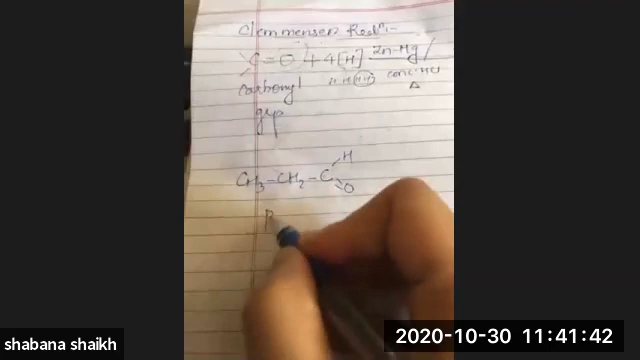 Clemmensen Redn:-
C=O + 4[H] Zn-Hg/
conc.HCl
Δ
carbonyl
grp
H
CH3-CH2-C
O
P
shabana shaikh
2020-10-30 11:41:42